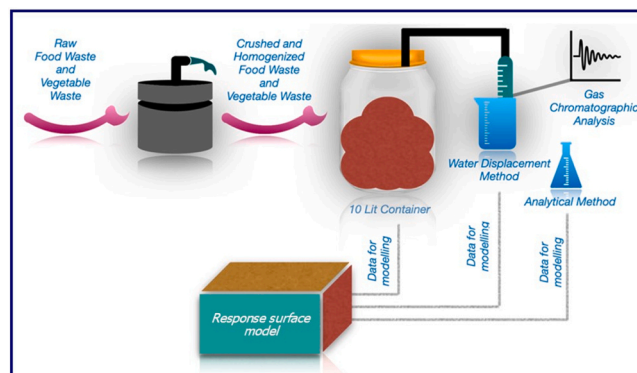 Raw
Food Waste
and
Vegetable
Waste
Crushed and
Homogenized
Food Waste
and
Vegetable Waste
Gas
Chromatographic
Analysis
Water Displacement
Method
Analytical Method
10 Lit Container
Data for
modelling
Data for
modelling
Data for
modelling
Response surface
model